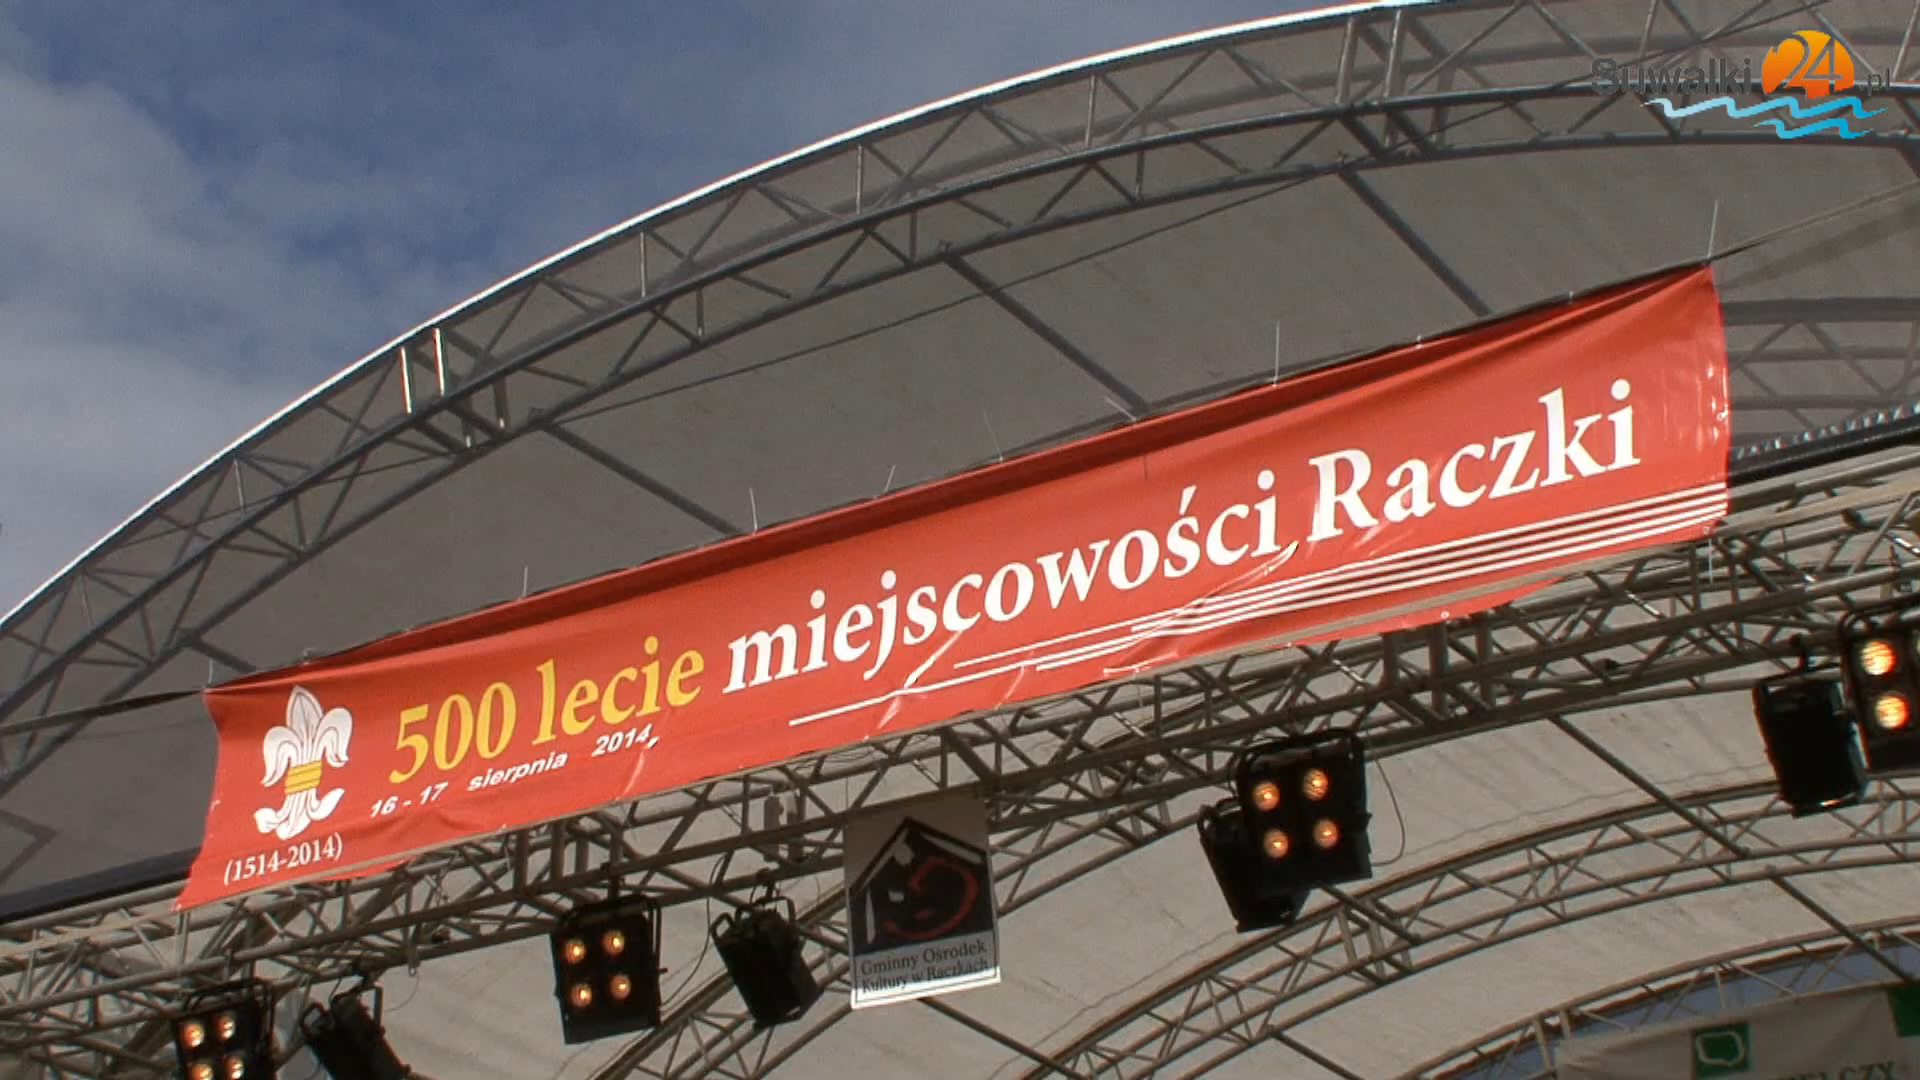 Suwalki24.pl
500 lecie miejscowości Raczki
16 - 17 sierpnia 2014
(1514-2014)
Gminny Ośrodek
Kultury w Raczkach